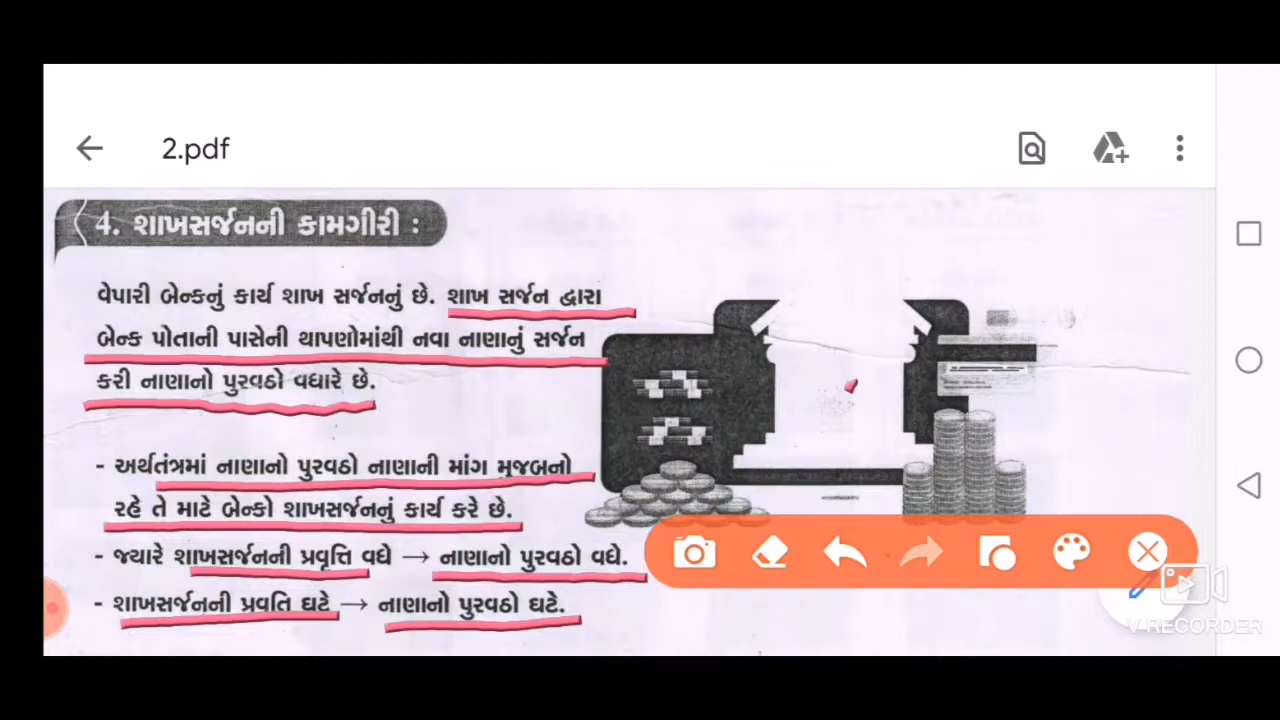 2.pdf
4. શાખસર્જનની કામગીરી :
વેપારી બેન્કનું કાર્ય શાખ સર્જનનું છે. શાખ સર્જન દ્વારા
બેન્ક પોતાની પાસેની થાપણોમાંથી નવા નાણાનું સર્જન
કરી નાણાનો પુરવઠો વધારે છે.
- અર્થતંત્રમાં નાણાનો પુરવઠો નાણાની માંગ મુજબનો
રહે તે માટે બેન્કો શાખસર્જનનું કાર્ય કરે છે.
- જ્યારે શાખસર્જનની પ્રવૃત્તિ વધે → નાણાનો પુરવઠો વધે.
- શાખસર્જનની પ્રવતિ ઘટે → નાણાનો પુરવઠો ઘટે.
V RECORDER